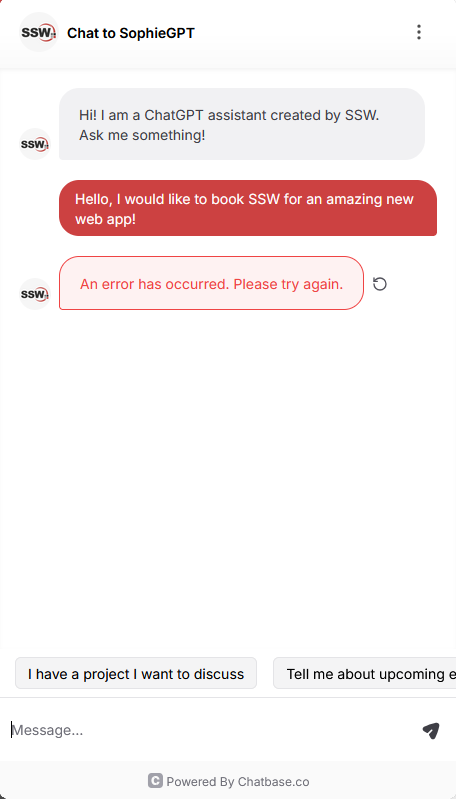 SSW
Chat to SophieGPT
Hi! I am a ChatGPT assistant created by SSW.
Ask me something!
SSW
Hello, I would like to book SSW for an amazing new
web app!
An error has occurred. Please try again.
SSW
I have a project I want to discuss
Tell me about upcoming e
Message...
C Powered By Chatbase.co